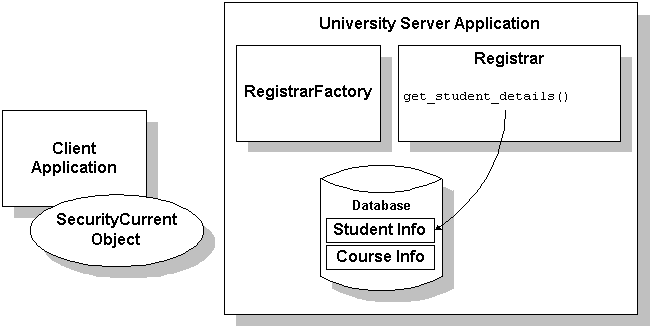 University Server Application
Registrar
RegistrarFactory
get_student_details()
Client
Application
SecurityCurrent
Object
Database
Student Info
Course Info